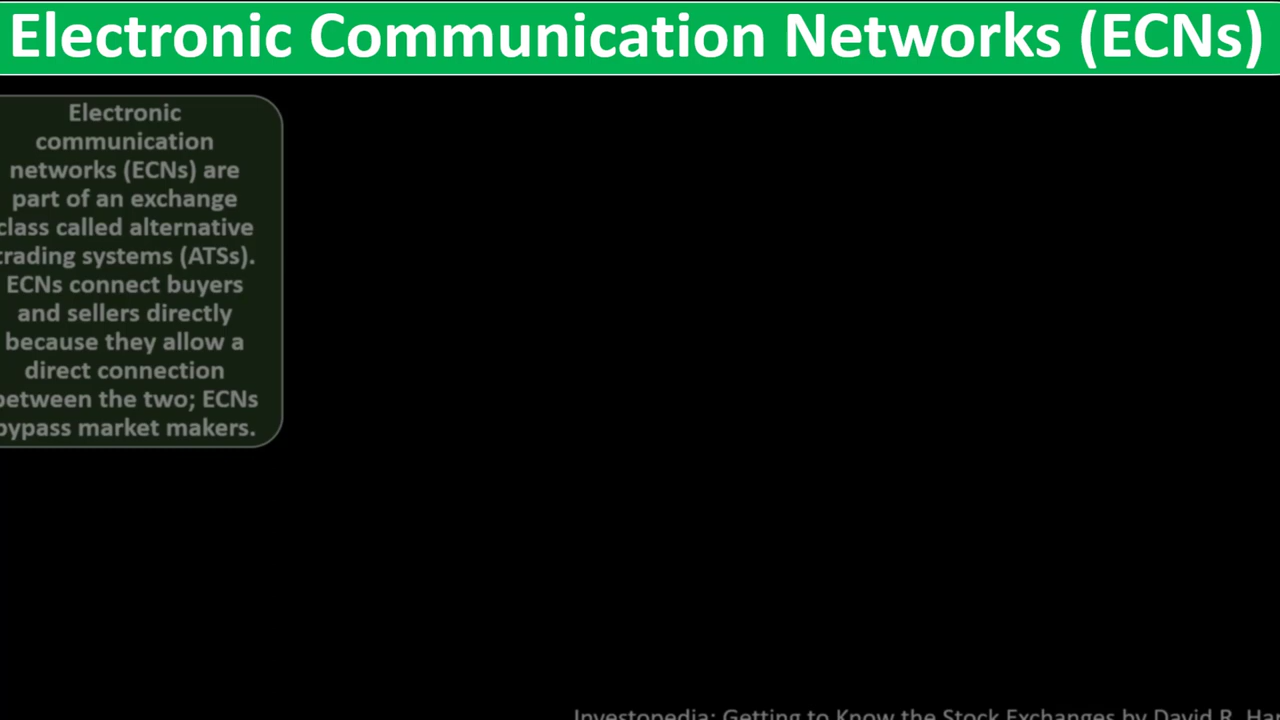 Electronic Communication Networks (ECNs)
Electronic
communication
networks (ECNs) are
part of an exchange
class called alternative
trading systems (ATSs).
ECNs connect buyers
and sellers directly
because they allow a
direct connection
between the two; ECNs
bypass market makers.
Investopedia: Getting to Know the Stock Exchanges by David R.